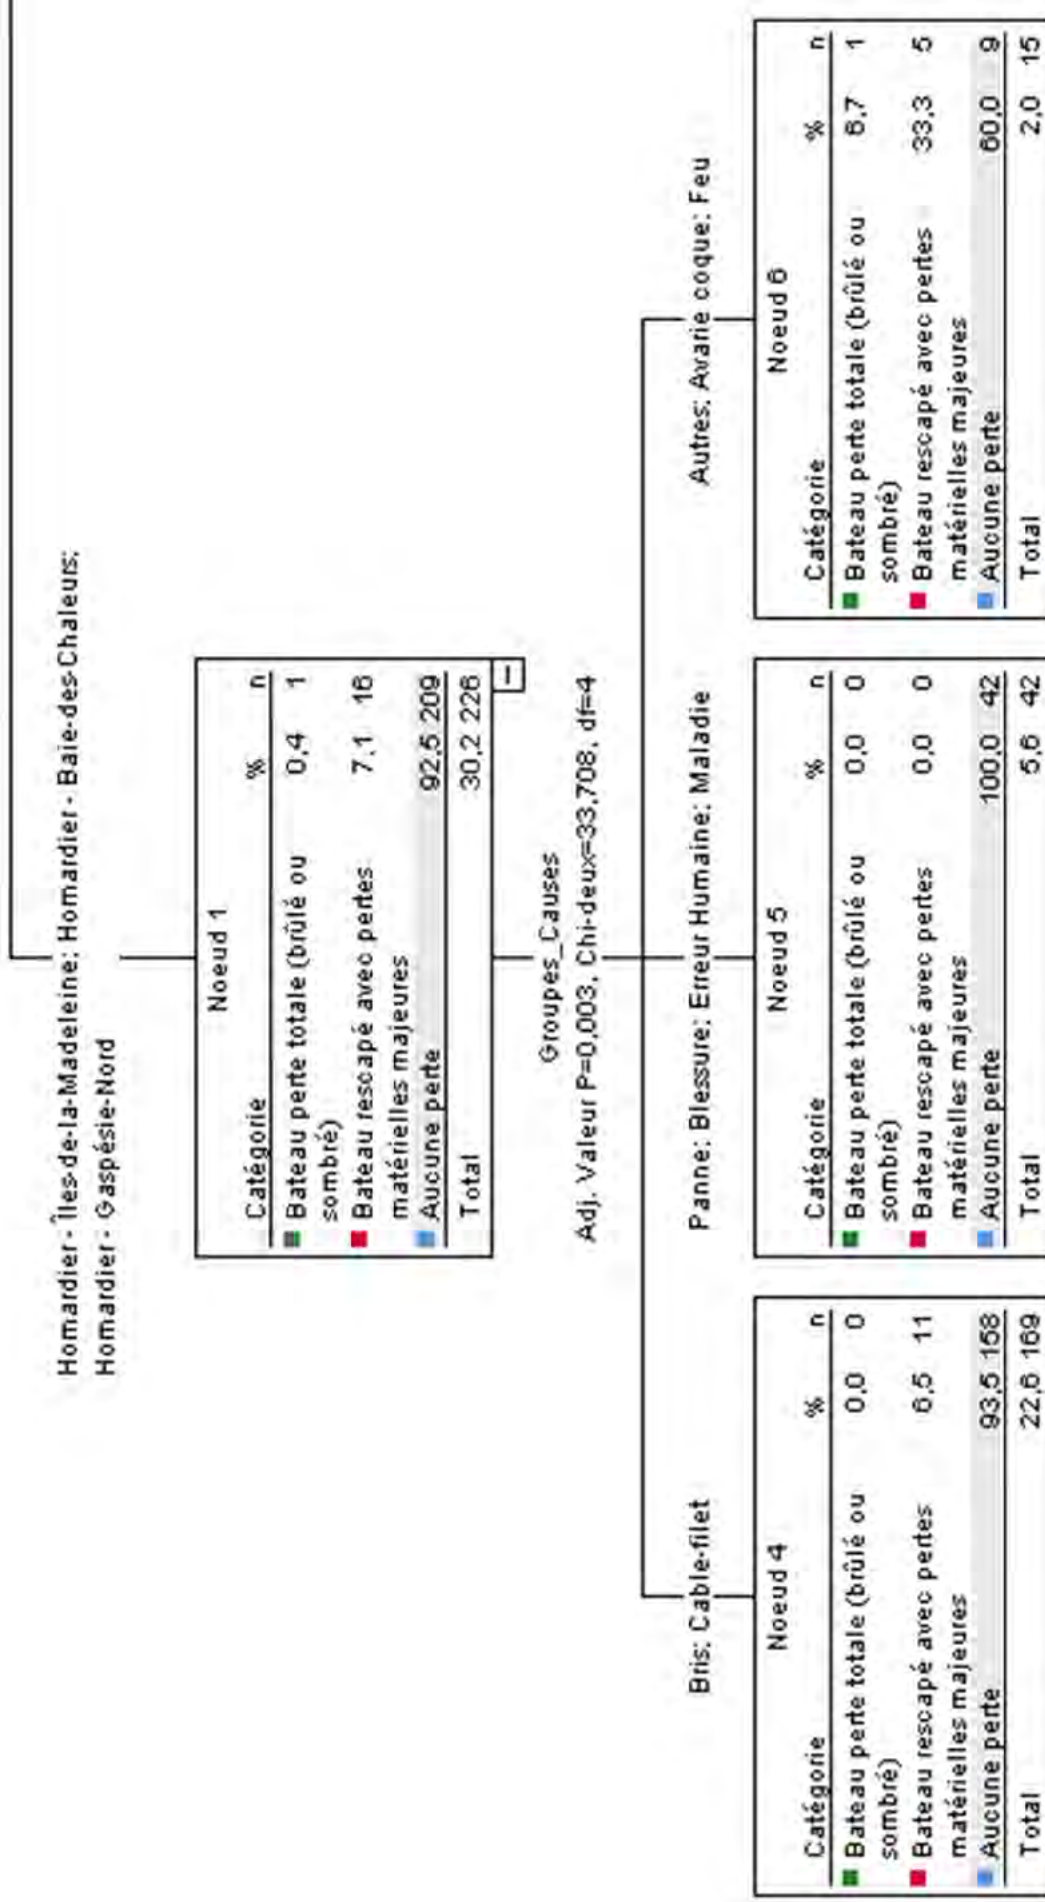 Homardier - Îles-de-la-Madeleine; Homardier - Baie-des-Chaleurs;
Homardier - Gaspésie-Nord
Noeud 1
Catégorie % n
Bateau perte totale (brûlé ou 0,4 1
sombré)
Bateau rescapé avec pertes 7,1 16
matérielles majeures
Aucune perte 92,5 209
Total 30,2 226
Groupes_Causes
Adj. Valeur P=0,003, Chi-deux=33,708, df=4
Bris; Cable-filet
Noeud 4
Catégorie % n
Bateau perte totale (brûlé ou 0,0 0
sombré)
Bateau rescapé avec pertes 6,5 11
matérielles majeures
Aucune perte 93,5 158
Total 22,6 169
Panne; Blessure; Erreur Humaine; Maladie
Noeud 5
Catégorie % n
Bateau perte totale (brûlé ou 0,0 0
sombré)
Bateau rescapé avec pertes 0,0 0
matérielles majeures
Aucune perte 100,0 42
Total 5,6 42
Autres; Avarie coque; Feu
Noeud 6
Catégorie % n
Bateau perte totale (brûlé ou 6,7 1
sombré)
Bateau rescapé avec pertes 33,3 5
matérielles majeures
Aucune perte 60,0 9
Total 2,0 15